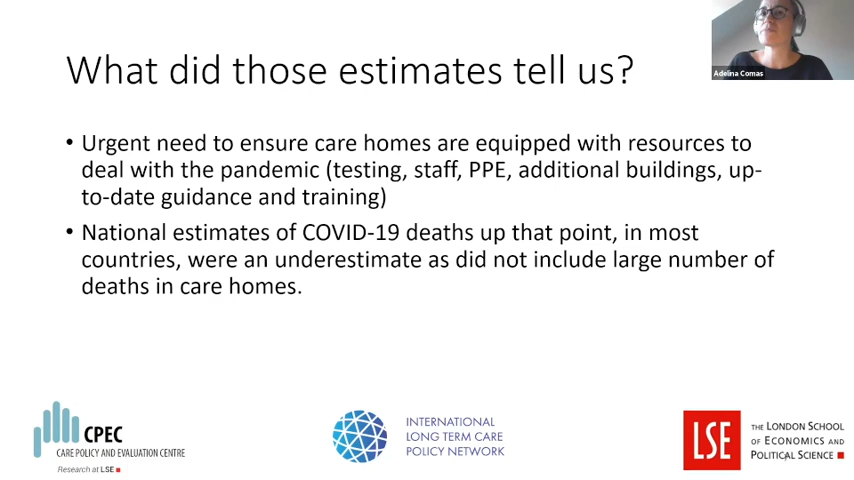 Adelina Comas
What did those estimates tell us?
• Urgent need to ensure care homes are equipped with resources to
deal with the pandemic (testing, staff, PPE, additional buildings, up-
to-date guidance and training)
• National estimates of COVID-19 deaths up that point, in most
countries, were an underestimate as did not include large number of
deaths in care homes.
CPEC
CARE POLICY AND EVALUATION CENTRE
Research at LSE
INTERNATIONAL
LONG TERM CARE
POLICY NETWORK
LSE
THE LONDON SCHOOL
OF ECONOMICS AND
POLITICAL SCIENCE